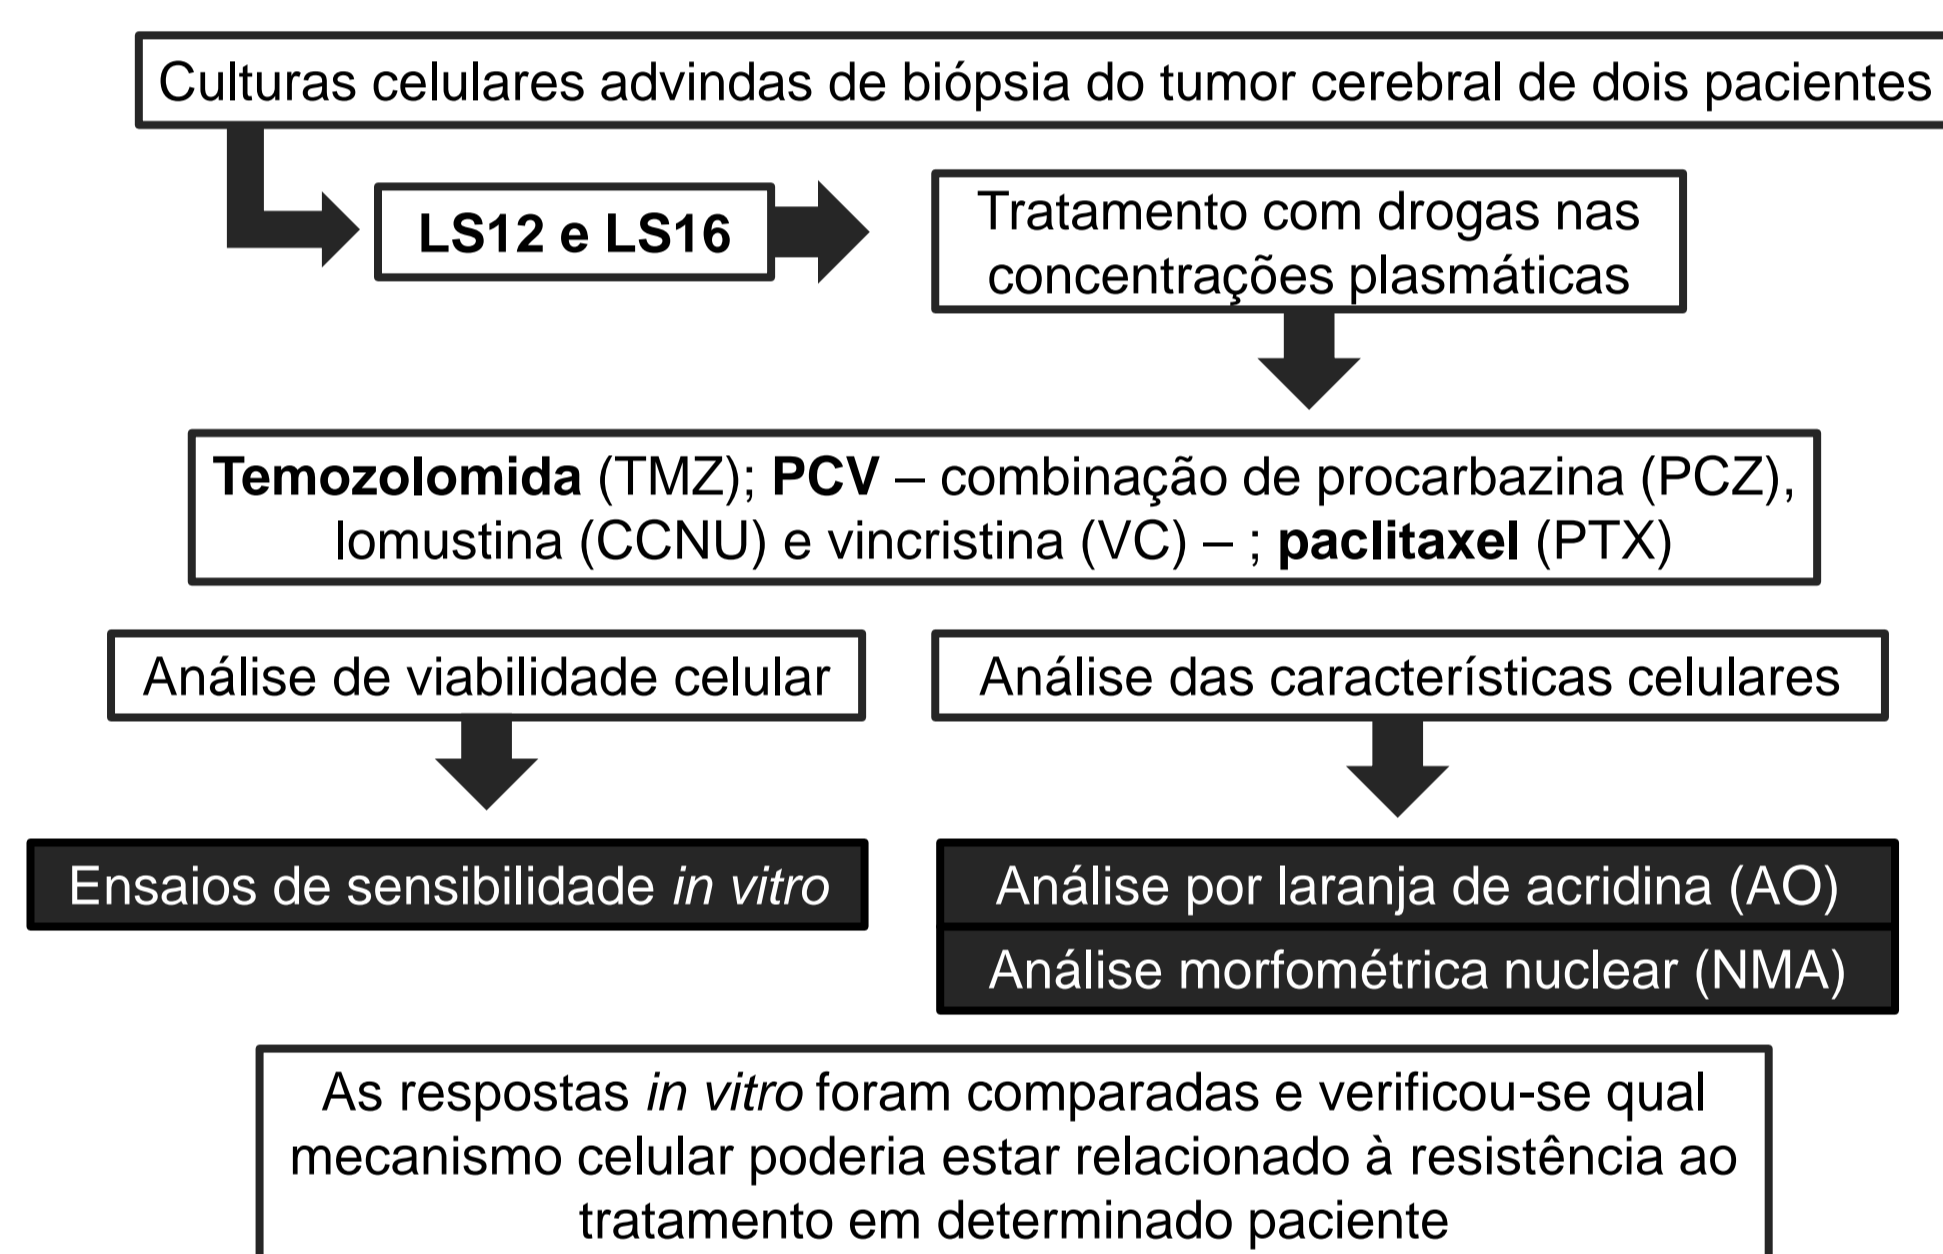 Culturas celulares advindas de biópsia do tumor cerebral de dois pacientes
LS12 e LS16
Tratamento com drogas nas
concentrações plasmáticas
Temozolomida (TMZ); PCV – combinação de procarbazina (PCZ),
lomustina (CCNU) e vincristina (VC) – ; paclitaxel (PTX)
Análise de viabilidade celular
Análise das características celulares
Ensaios de sensibilidade in vitro
Análise por laranja de acridina (AO)
Análise morfométrica nuclear (NMA)
As respostas in vitro foram comparadas e verificou-se qual
mecanismo celular poderia estar relacionado à resistência ao
tratamento em determinado paciente